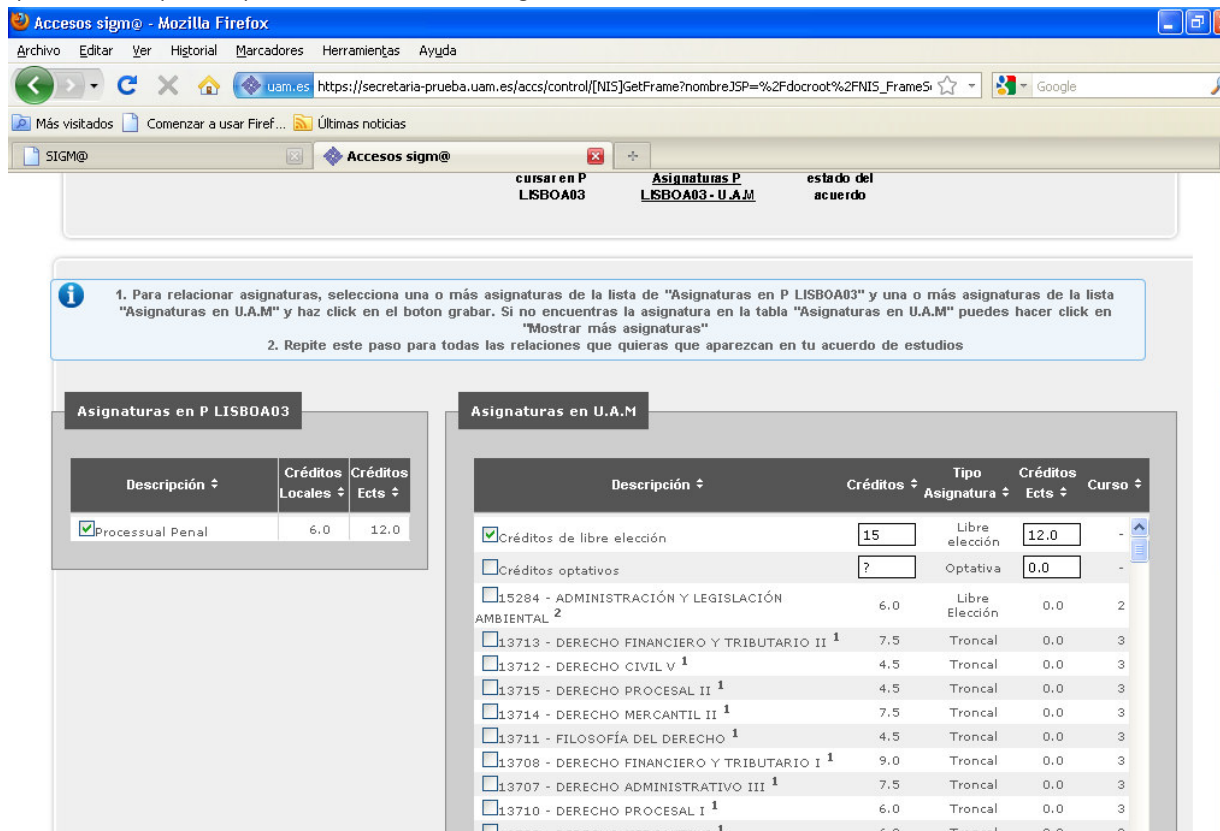 Accesos sigm@ - Mozilla Firefox
Archivo Editar Ver Historial Marcadores Herramientas Ayuda
uam.es https://secretaria-prueba.uam.es/accs/control/[NIS]GetFrame?nombreJSP=%2Fdocroot%2FNIS_FrameS Google
Más visitados Comenzar a usar Firef... Últimas noticias
SIGM@ Accesos sigm@
cursar en P Asignaturas P estado del
LISBOA03 LISBOA03 - U.A.M acuerdo
1. Para relacionar asignaturas, selecciona una o más asignaturas de la lista de "Asignaturas en P LISBOA03" y una o más asignaturas de la lista
"Asignaturas en U.A.M" y haz click en el boton grabar. Si no encuentras la asignatura en la tabla "Asignaturas en U.A.M" puedes hacer click en
"Mostrar más asignaturas"
2. Repite este paso para todas las relaciones que quieras que aparezcan en tu acuerdo de estudios
Asignaturas en P LISBOA03
Descripción Créditos Locales Créditos Ects
Processual Penal 6.0 12.0
Asignaturas en U.A.M
Descripción Créditos Tipo Asignatura Créditos Ects Curso
Créditos de libre elección 15 Libre elección 12.0 -
Créditos optativos ? Optativa 0.0 -
15284 - ADMINISTRACIÓN Y LEGISLACIÓN AMBIENTAL 2 6.0 Libre Elección 0.0 2
13713 - DERECHO FINANCIERO Y TRIBUTARIO II 1 7.5 Troncal 0.0 3
13712 - DERECHO CIVIL V 1 4.5 Troncal 0.0 3
13715 - DERECHO PROCESAL II 1 4.5 Troncal 0.0 3
13714 - DERECHO MERCANTIL II 1 7.5 Troncal 0.0 3
13711 - FILOSOFÍA DEL DERECHO 1 4.5 Troncal 0.0 3
13708 - DERECHO FINANCIERO Y TRIBUTARIO I 1 9.0 Troncal 0.0 3
13707 - DERECHO ADMINISTRATIVO III 1 7.5 Troncal 0.0 3
13710 - DERECHO PROCESAL I 1 6.0 Troncal 0.0 3